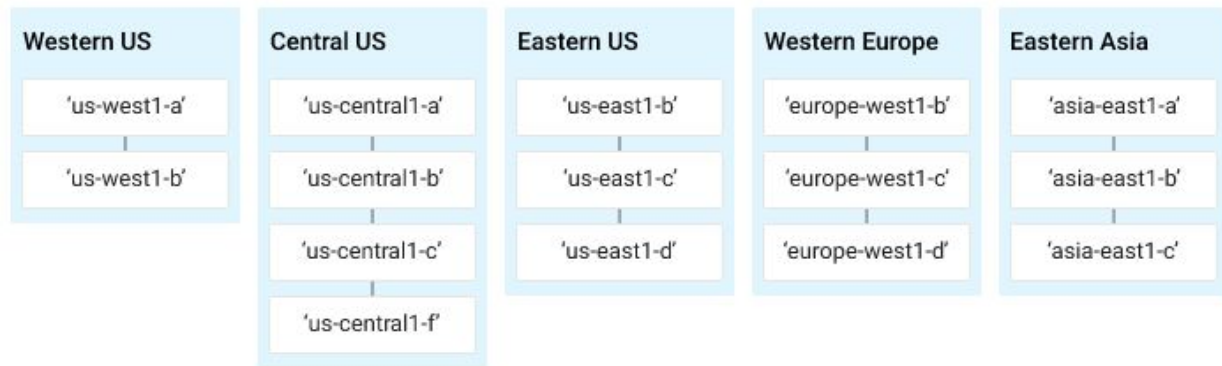 Western US
‘us-west1-a’
‘us-west1-b’
Central US
‘us-central1-a’
‘us-central1-b’
‘us-central1-c’
‘us-central1-f’
Eastern US
‘us-east1-b’
‘us-east1-c’
‘us-east1-d’
Western Europe
‘europe-west1-b’
‘europe-west1-c’
‘europe-west1-d’
Eastern Asia
‘asia-east1-a’
‘asia-east1-b’
‘asia-east1-c’